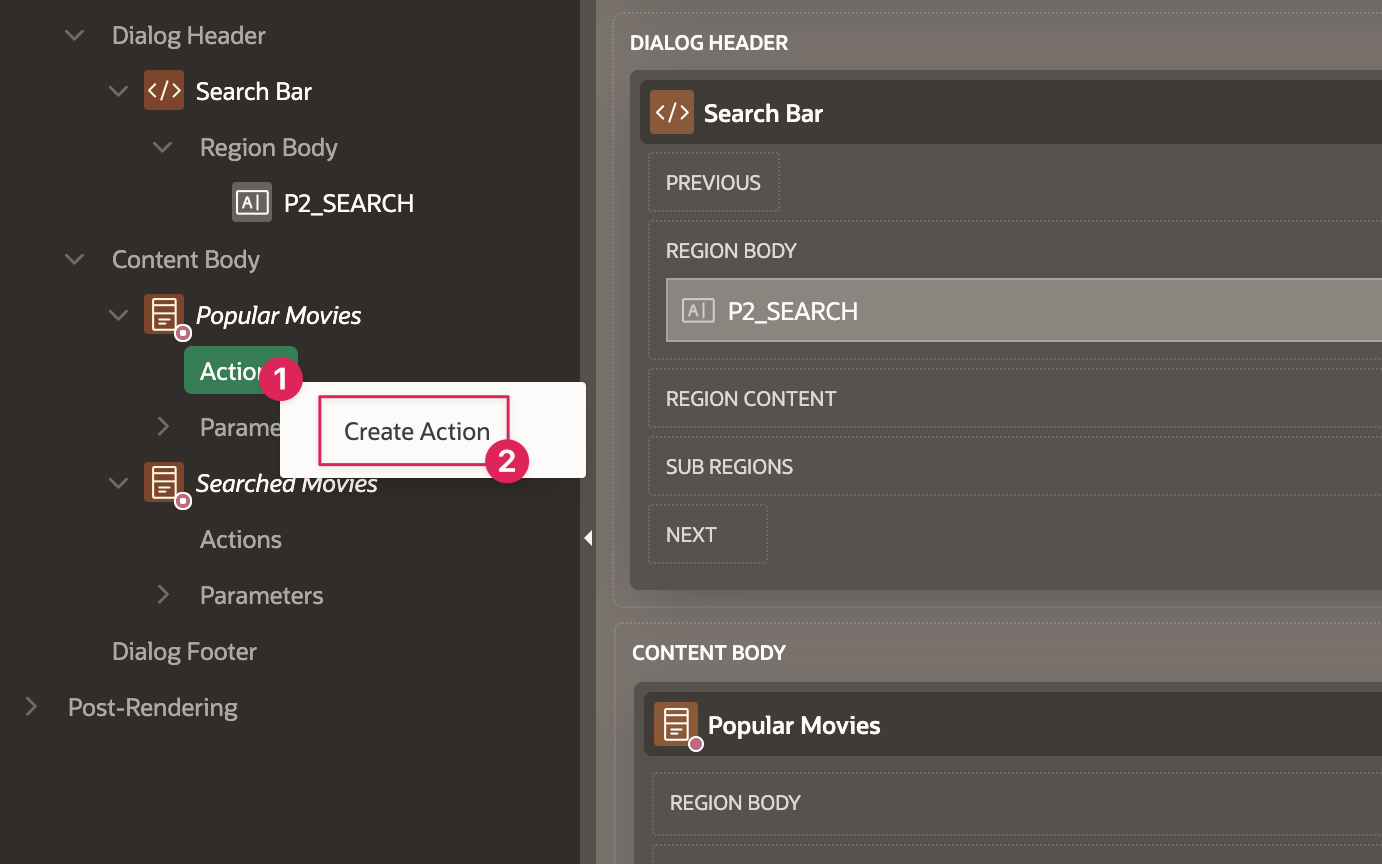 Dialog Header
</> Search Bar
Region Body
A P2_SEARCH
Content Body
Popular Movies
Action
1
Create Action
2
Parame
Searched Movies
Actions
Parameters
Dialog Footer
Post-Rendering
DIALOG HEADER
</> Search Bar
PREVIOUS
REGION BODY
A P2_SEARCH
REGION CONTENT
SUB REGIONS
NEXT
CONTENT BODY
Popular Movies
REGION BODY